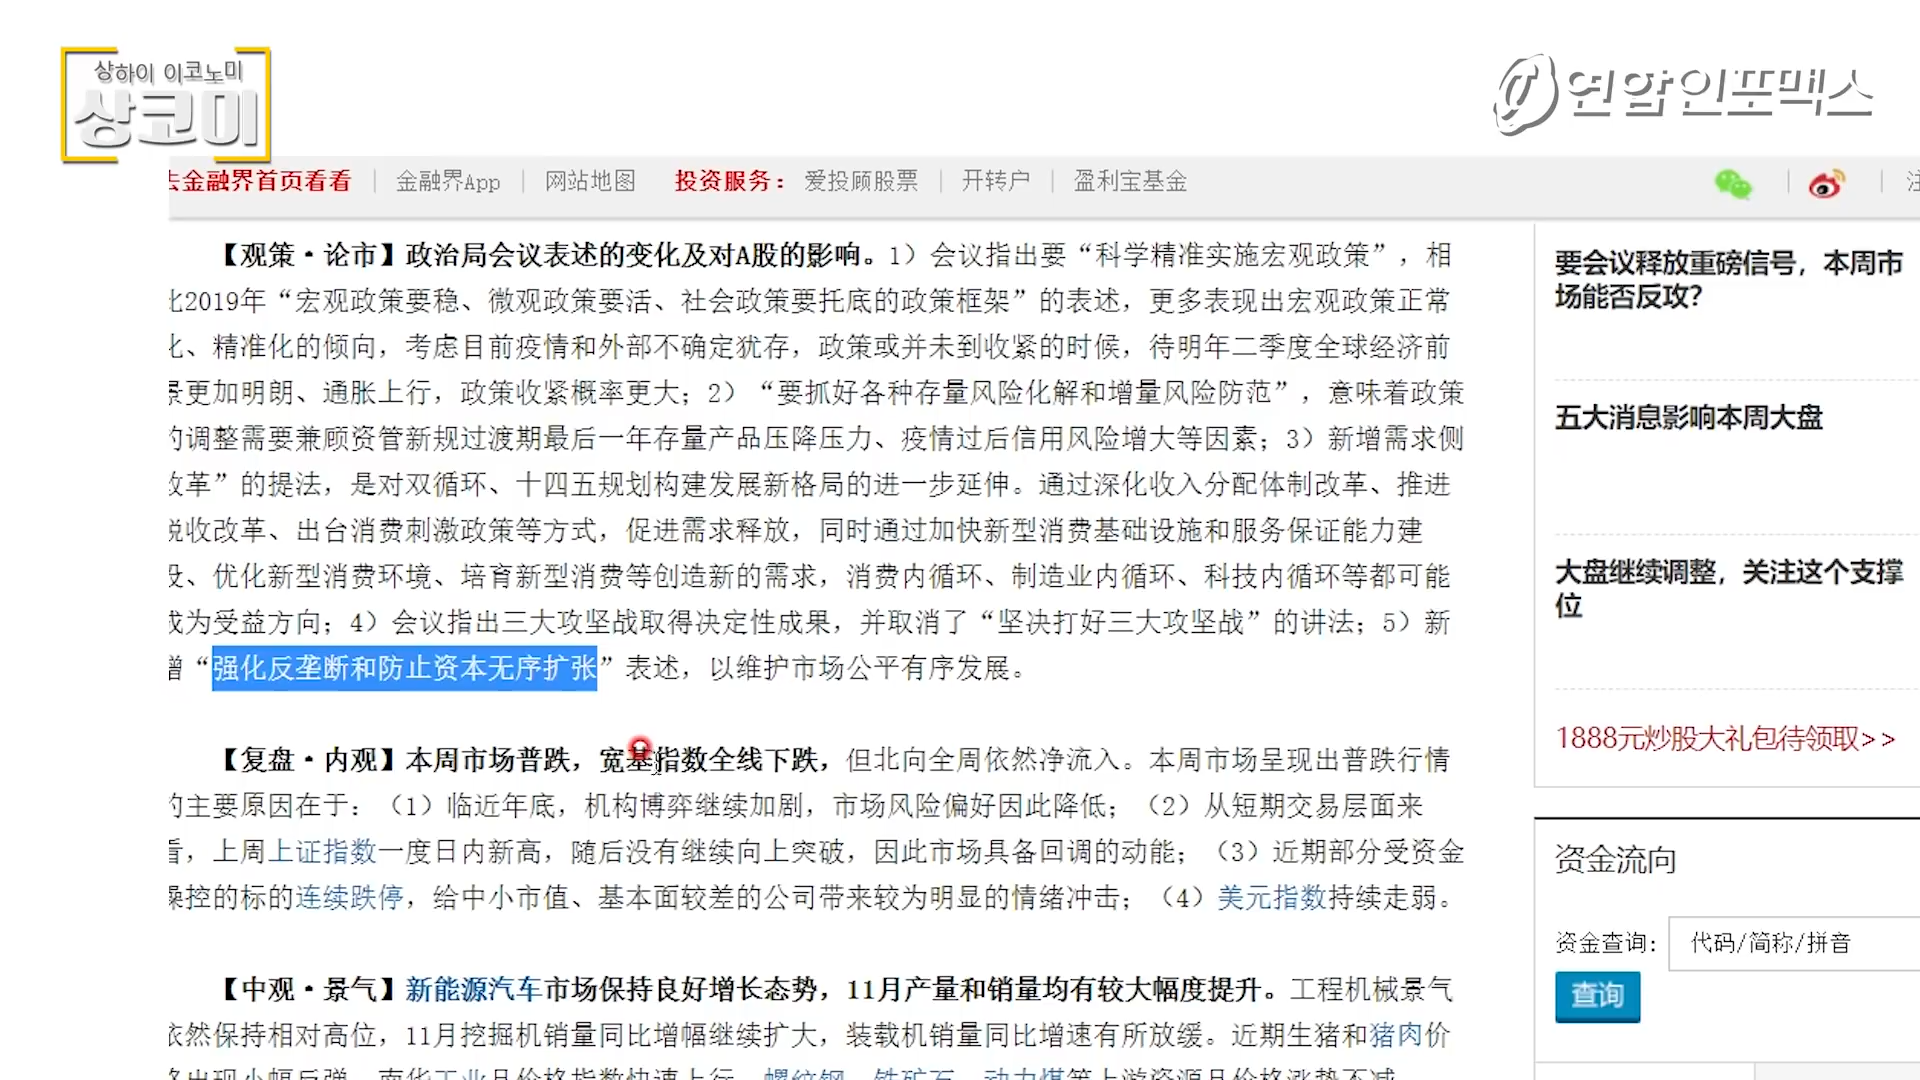 상하이 이코노미
상코미
연합인포맥스
去金融界首页看看 金融界App 网站地图 投资服务: 爱投顾股票 开转户 盈利宝基金
【观策·论市】政治局会议表述的变化及对A股的影响。1）会议指出要“科学精准实施宏观政策”，相
比2019年“宏观政策要稳、微观政策要活、社会政策要托底的政策框架”的表述，更多表现出宏观政策正常
化、精准化的倾向，考虑目前疫情和外部不确定犹存，政策或并未到收紧的时候，待明年二季度全球经济前
景更加明朗、通胀上行，政策收紧概率更大；2）“要抓好各种存量风险化解和增量风险防范”，意味着政策
的调整需要兼顾资管新规过渡期最后一年存量产品压降压力、疫情过后信用风险增大等因素；3）新增需求侧
改革”的提法，是对双循环、十四五规划构建发展新格局的进一步延伸。通过深化收入分配体制改革、推进
税收改革、出台消费刺激政策等方式，促进需求释放，同时通过加快新型消费基础设施和服务保证能力建
设、优化新型消费环境、培育新型消费等创造新的需求，消费内循环、制造业内循环、科技内循环等都可能
成为受益方向；4）会议指出三大攻坚战取得决定性成果，并取消了“坚决打好三大攻坚战”的讲法；5）新
增“强化反垄断和防止资本无序扩张”表述，以维护市场公平有序发展。
【复盘·内观】本周市场普跌，宽基指数全线下跌，但北向全周依然净流入。本周市场呈现出普跌行情
的主要原因在于：（1）临近年底，机构博弈继续加剧，市场风险偏好因此降低；（2）从短期交易层面来
看，上周上证指数一度日内新高，随后没有继续向上突破，因此市场具备回调的动能；（3）近期部分受资金
操控的标的连续跌停，给中小市值、基本面较差的公司带来较为明显的情绪冲击；（4）美元指数持续走弱。
【中观·景气】新能源汽车市场保持良好增长态势，11月产量和销量均有较大幅度提升。工程机械景气
依然保持相对高位，11月挖掘机销量同比增幅继续扩大，装载机销量同比增速有所放缓。近期生猪和猪肉价
要会议释放重磅信号，本周市
场能否反攻？
五大消息影响本周大盘
大盘继续调整，关注这个支撑
位
1888元炒股大礼包待领取>>
资金流向
资金查询: 代码/简称/拼音
查询